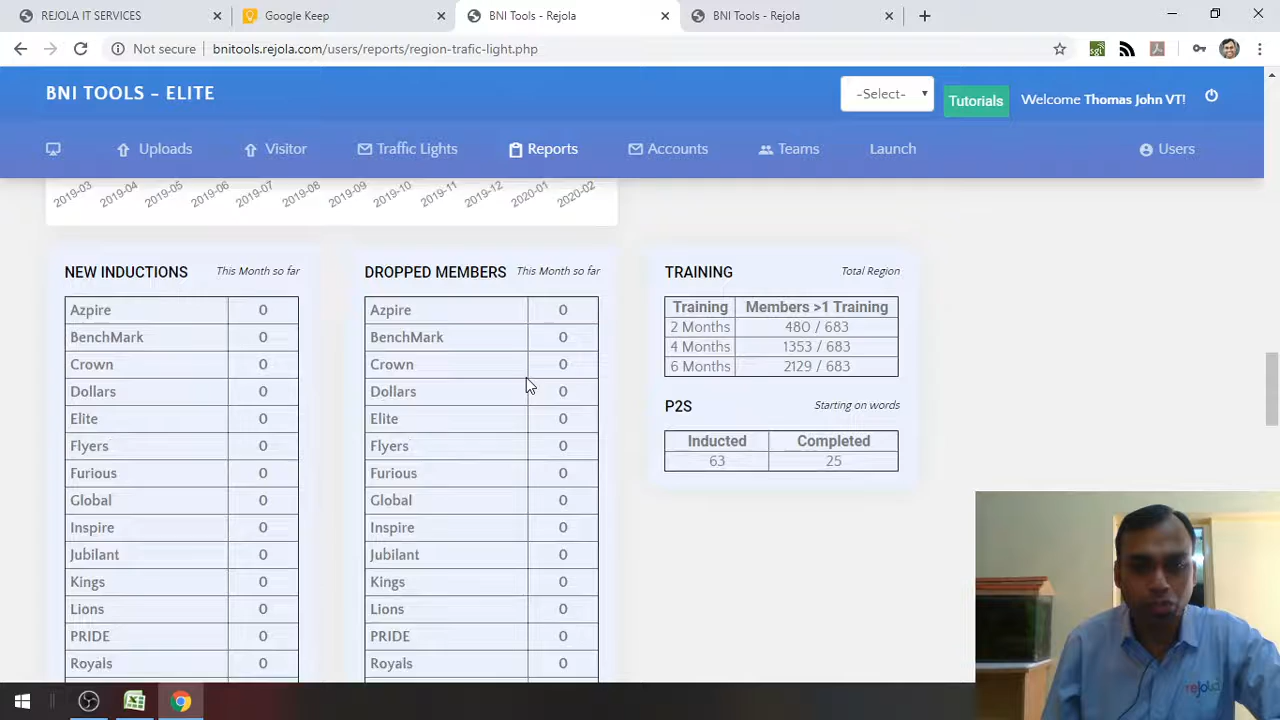 REJOLA IT SERVICES
Google Keep
BNI Tools - Rejola
BNI Tools - Rejola
Not secure
bnitools.rejola.com/users/reports/region-trafic-light.php
sgi
BNI TOOLS - ELITE
-Select-
Tutorials
Welcome Thomas John VT!
Uploads
Visitor
Traffic Lights
Reports
Accounts
Teams
Launch
Users
2019-03 2019-04 2019-05 2019-06 2019-07 2019-08 2019-09 2019-10 2019-11 2019-12 2020-01 2020-02
NEW INDUCTIONS This Month so far
Azpire 0
BenchMark 0
Crown 0
Dollars 0
Elite 0
Flyers 0
Furious 0
Global 0
Inspire 0
Jubilant 0
Kings 0
Lions 0
PRIDE 0
Royals 0
DROPPED MEMBERS This Month so far
Azpire 0
BenchMark 0
Crown 0
Dollars 0
Elite 0
Flyers 0
Furious 0
Global 0
Inspire 0
Jubilant 0
Kings 0
Lions 0
PRIDE 0
Royals 0
TRAINING Total Region
Training Members >1 Training
2 Months 480 / 683
4 Months 1353 / 683
6 Months 2129 / 683
P2S Starting on words
Inducted Completed
63 25
rejola